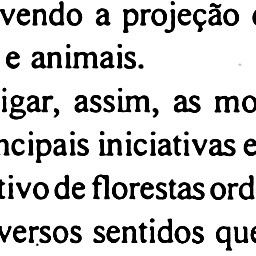 vendo a projeção
e animais.
igar, assim, as mo
ncipais iniciativas e
tivo de florestas ord
versos sentidos que